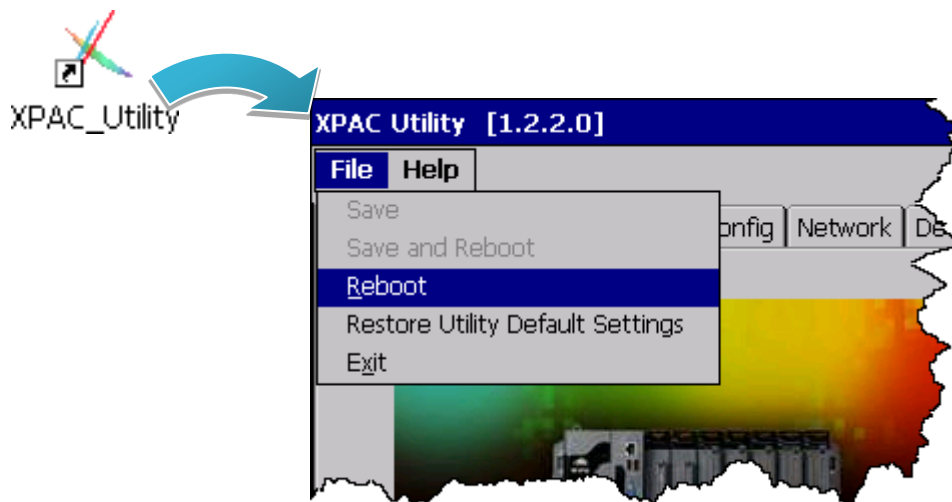 XPAC_Utility
XPAC Utility [1.2.2.0]
File Help
Save
Save and Reboot
Reboot
Restore Utility Default Settings
Exit
Network